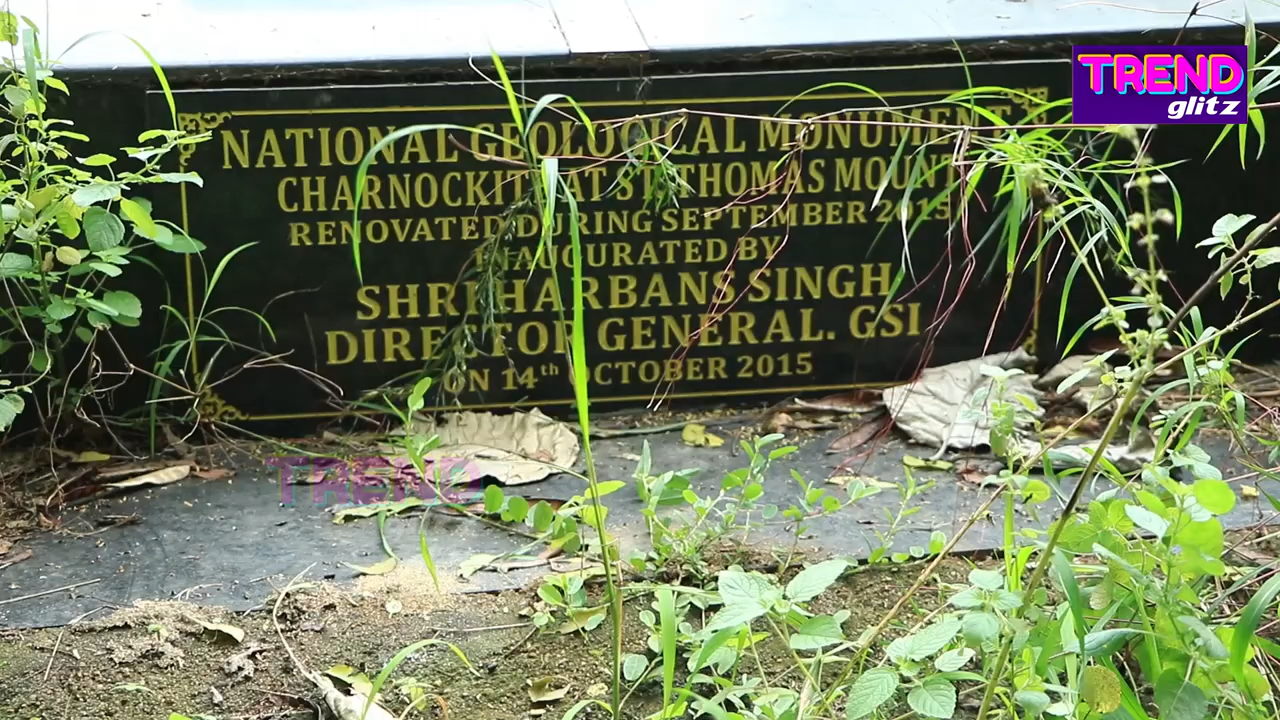 TREND
glitz
NATIONAL GEOLOGICAL MONUMENT
CHARNOCKITE AT ST. THOMAS MOUNT
RENOVATED DURING SEPTEMBER 2015
INAUGURATED BY
SHRI HARBANS SINGH
DIRECTOR GENERAL. GSI
ON 14th OCTOBER 2015
TREND